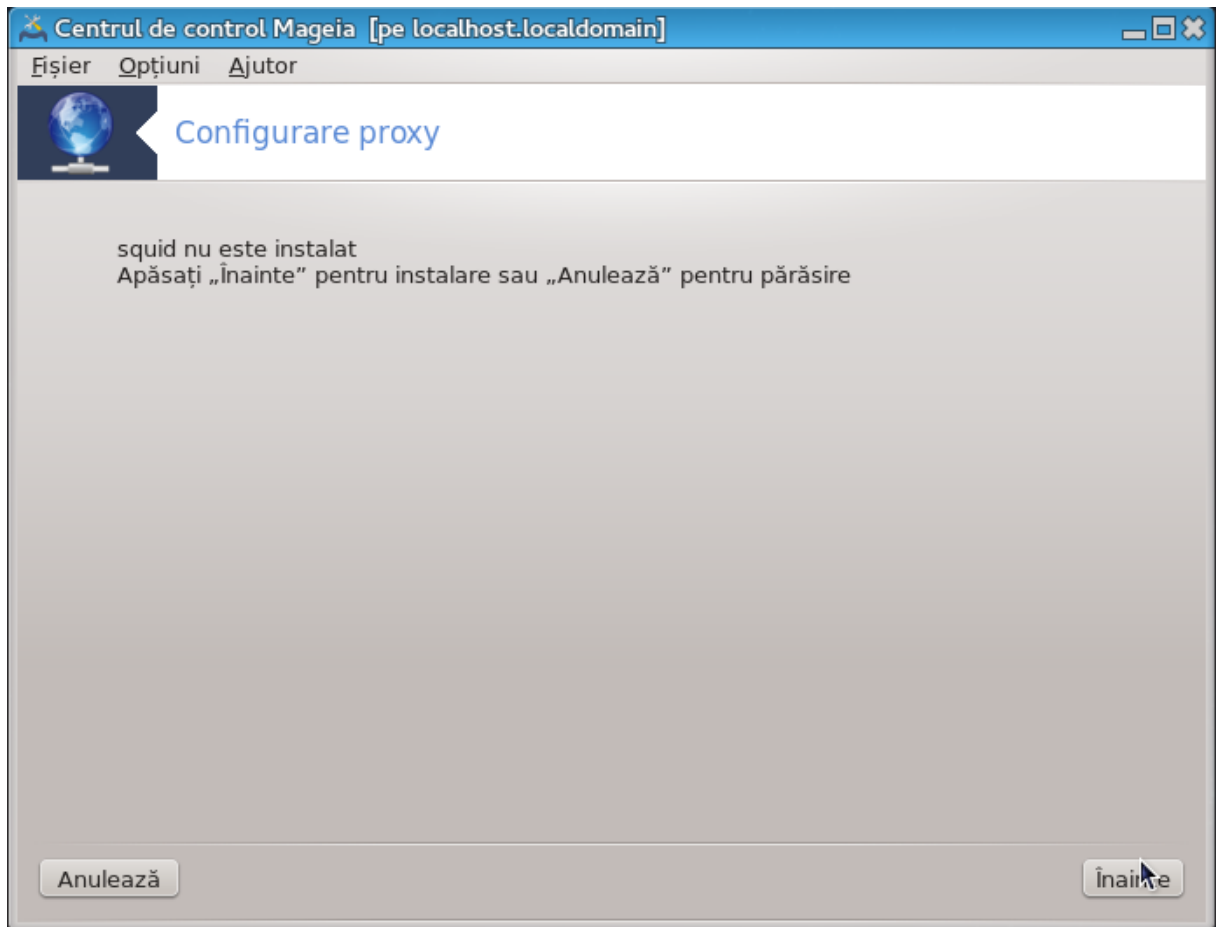 Centrul de control Mageia [pe localhost.localdomain]
Fișier Opțiuni Ajutor
Configurare proxy
squid nu este instalat
Apăsați „Înainte” pentru instalare sau „Anulează” pentru părăsire
Anulează Înainte